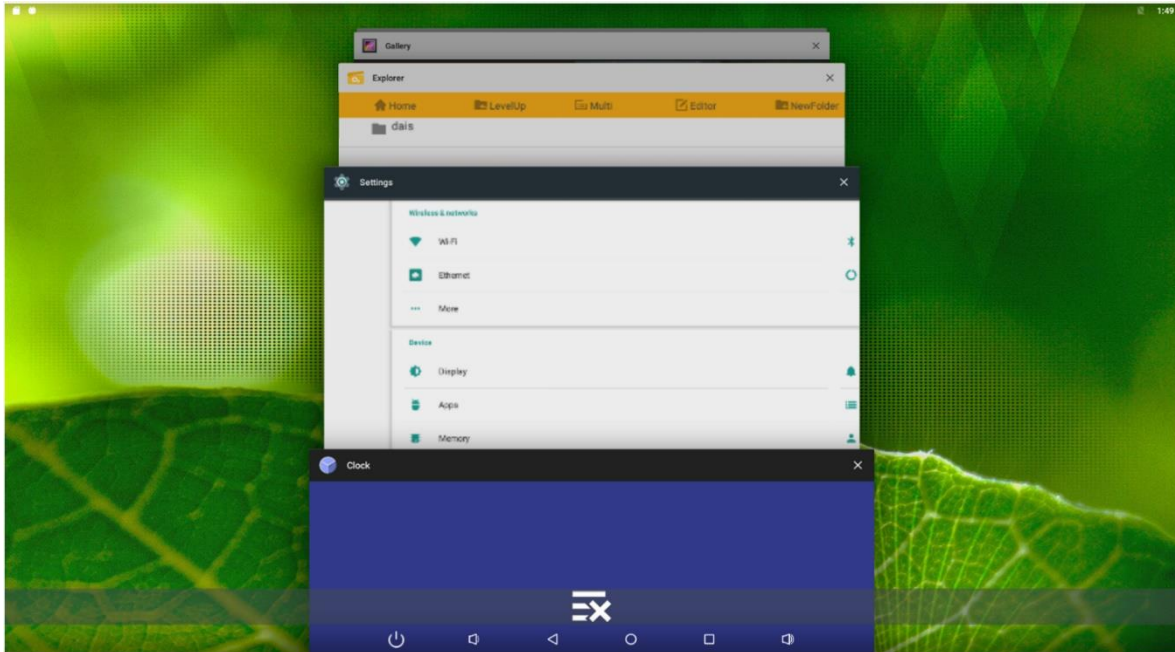 1:49
Gallery
Explorer
Home LevelUp Multi Editor NewFolder
dais
Settings
Wireless & networks
Wi-Fi
Ethernet
More
Device
Display
Apps
Memory
Clock